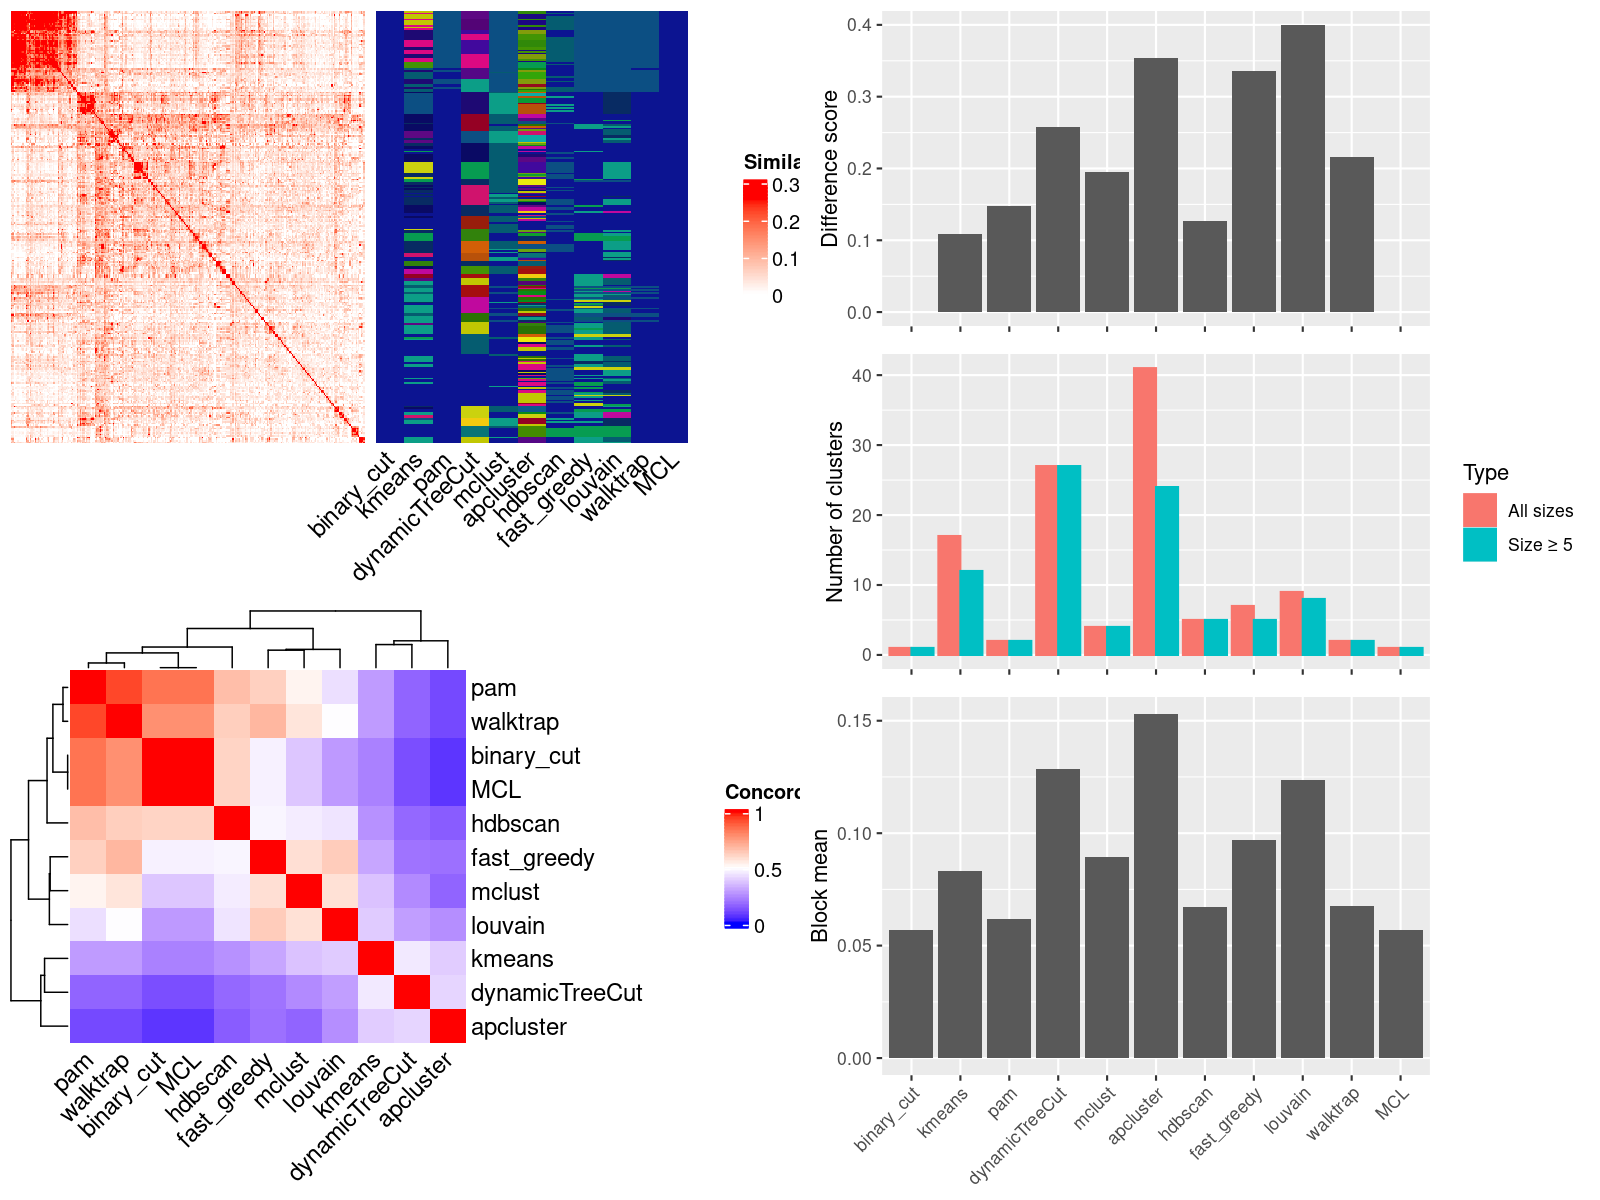 Simila
0.3
0.2
0.1
0
binary_cut
kmeans
pam
dynamicTreeCut
mclust
apcluster
hdbscan
fast_greedy
louvain
walktrap
MCL
pam
walktrap
binary_cut
MCL
hdbscan
fast_greedy
mclust
louvain
kmeans
dynamicTreeCut
apcluster
pam
walktrap
binary_cut
MCL
hdbscan
fast_greedy
mclust
louvain
kmeans
dynamicTreeCut
apcluster
Concord
1
0.5
0
Difference score
0.4
0.3
0.2
0.1
0.0
Number of clusters
40
30
20
10
0
Type
All sizes
Size ≥ 5
Block mean
0.15
0.10
0.05
0.00
binary_cut
kmeans
pam
dynamicTreeCut
mclust
apcluster
hdbscan
fast_greedy
louvain
walktrap
MCL